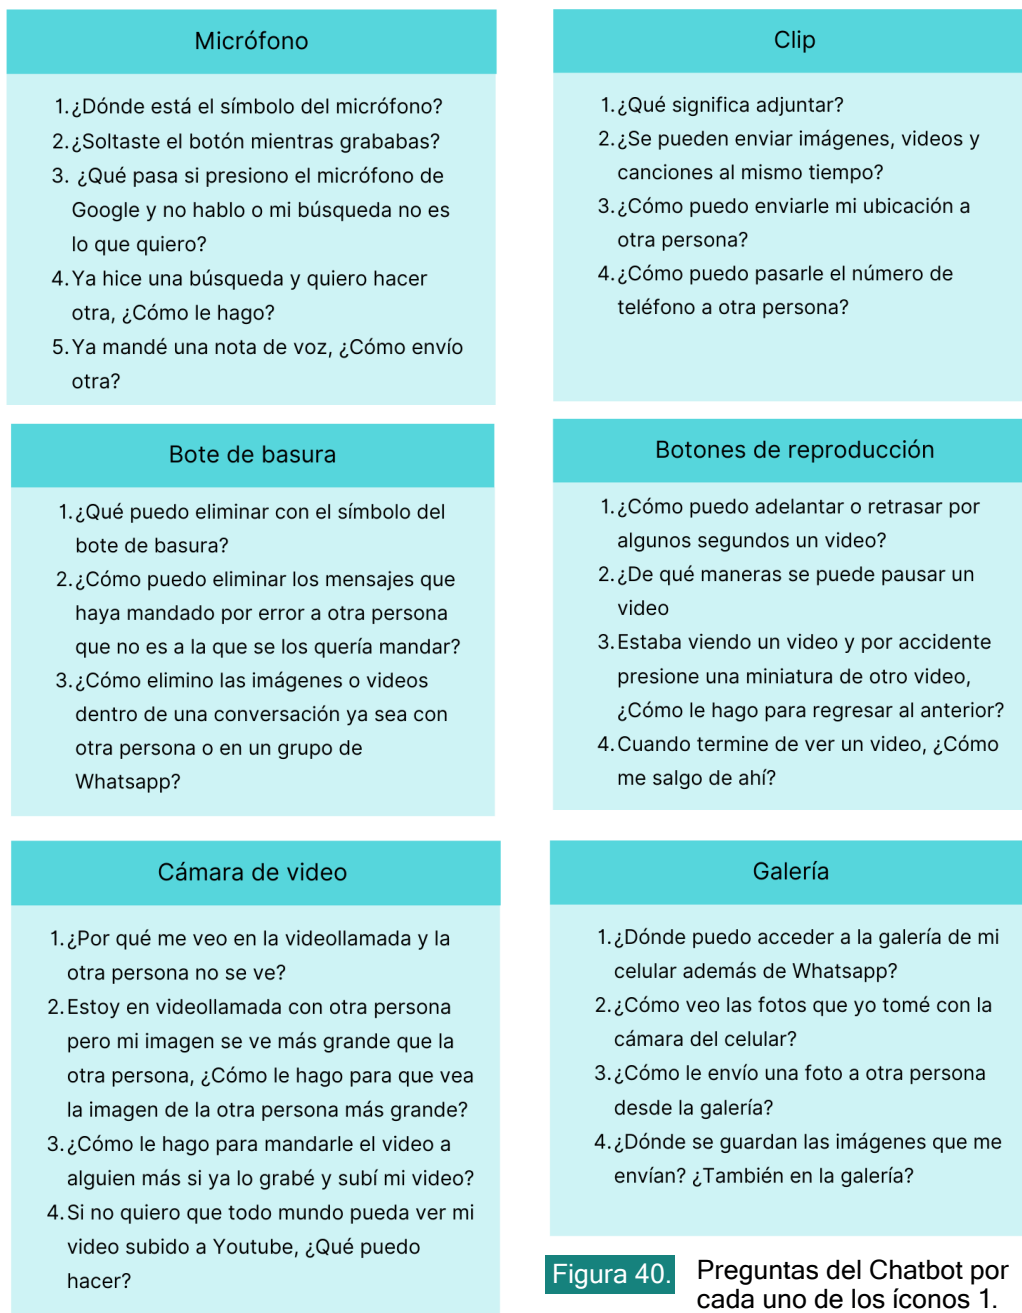 Micrófono
1.¿Dónde está el símbolo del micrófono?
2.¿Soltaste el botón mientras grababas?
3. ¿Qué pasa si presiono el micrófono de
Google y no hablo o mi búsqueda no es
lo que quiero?
4.Ya hice una búsqueda y quiero hacer
otra, ¿Cómo le hago?
5.Ya mandé una nota de voz, ¿Cómo envío
otra?
Clip
1.¿Qué significa adjuntar?
2.¿Se pueden enviar imágenes, videos y
canciones al mismo tiempo?
3.¿Cómo puedo enviarle mi ubicación a
otra persona?
4.¿Cómo puedo pasarle el número de
teléfono a otra persona?
Bote de basura
1.¿Qué puedo eliminar con el símbolo del
bote de basura?
2.¿Cómo puedo eliminar los mensajes que
haya mandado por error a otra persona
que no es a la que se los quería mandar?
3.¿Cómo elimino las imágenes o videos
dentro de una conversación ya sea con
otra persona o en un grupo de
Whatsapp?
Botones de reproducción
1.¿Cómo puedo adelantar o retrasar por
algunos segundos un video?
2.¿De qué maneras se puede pausar un
video
3.Estaba viendo un video y por accidente
presione una miniatura de otro video,
¿Cómo le hago para regresar al anterior?
4.Cuando termine de ver un video, ¿Cómo
me salgo de ahí?
Cámara de video
1.¿Por qué me veo en la videollamada y la
otra persona no se ve?
2.Estoy en videollamada con otra persona
pero mi imagen se ve más grande que la
otra persona, ¿Cómo le hago para que vea
la imagen de la otra persona más grande?
3.¿Cómo le hago para mandarle el video a
alguien más si ya lo grabé y subí mi video?
4.Si no quiero que todo mundo pueda ver mi
video subido a Youtube, ¿Qué puedo
hacer?
Galería
1.¿Dónde puedo acceder a la galería de mi
celular además de Whatsapp?
2.¿Cómo veo las fotos que yo tomé con la
cámara del celular?
3.¿Cómo le envío una foto a otra persona
desde la galería?
4.¿Dónde se guardan las imágenes que me
envían? ¿También en la galería?
Figura 40. Preguntas del Chatbot por
cada uno de los íconos 1.